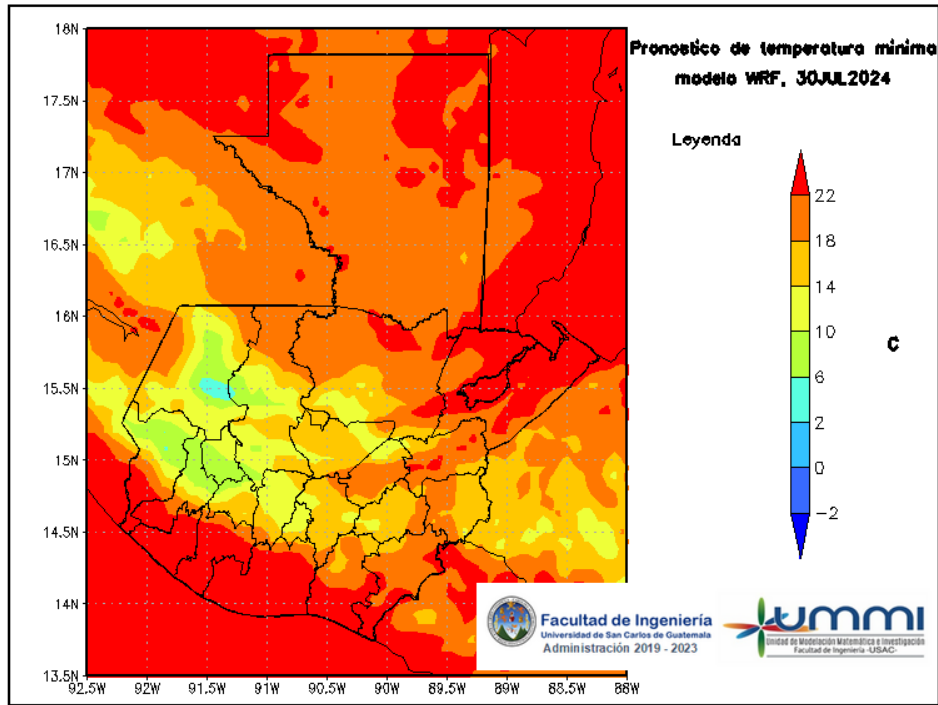 Pronostico de temperatura minima
modelo WRF, 30JUL2024
Leyenda
22
18
14
10
6
2
0
-2
C
18N
17.5N
17N
16.5N
16N
15.5N
15N
14.5N
14N
13.5N
92.5W 92W 91.5W 91W 90.5W 90W 89.5W 89W 88.5W 88W
Facultad de Ingeniería
Universidad de San Carlos de Guatemala
Administración 2019 - 2023
ummi
Unidad de Modelación Matemática e Investigación
Facultad de Ingeniería -USAC-